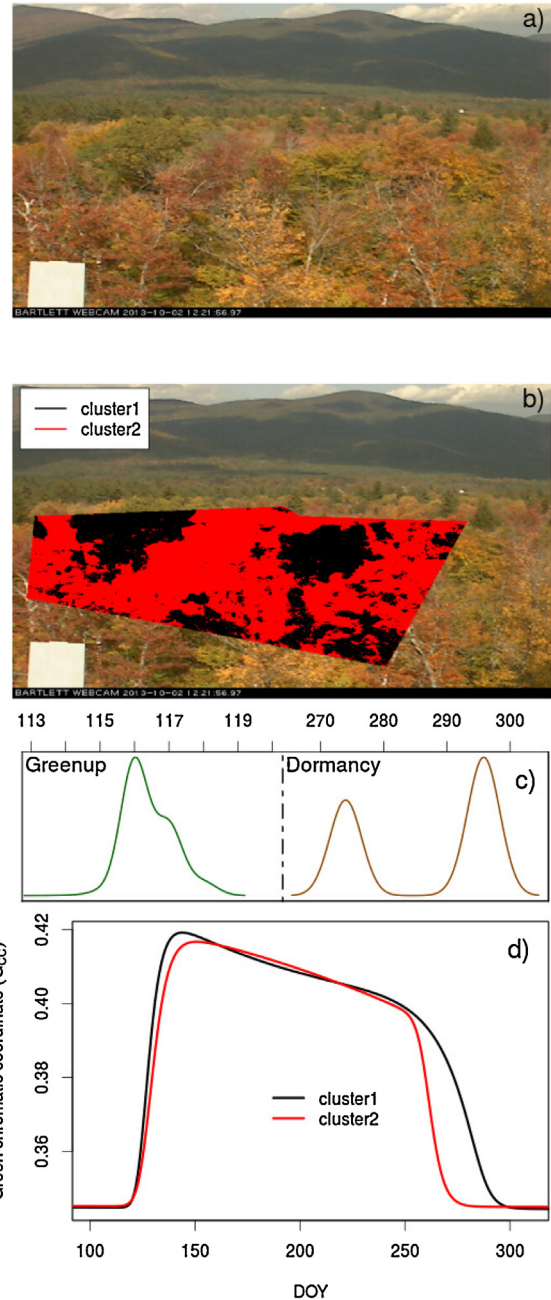 a)
BARTLETT WEBCAM 2013-10-02 12:21:56.97
b)
cluster1
cluster2
BARTLETT WEBCAM 2013-10-02 12:21:56.97
113 115 117 119 270 280 290 300
Greenup Dormancy c)
d)
0.42
0.40
0.38
0.36
cluster1
cluster2
100 150 200 250 300
DOY